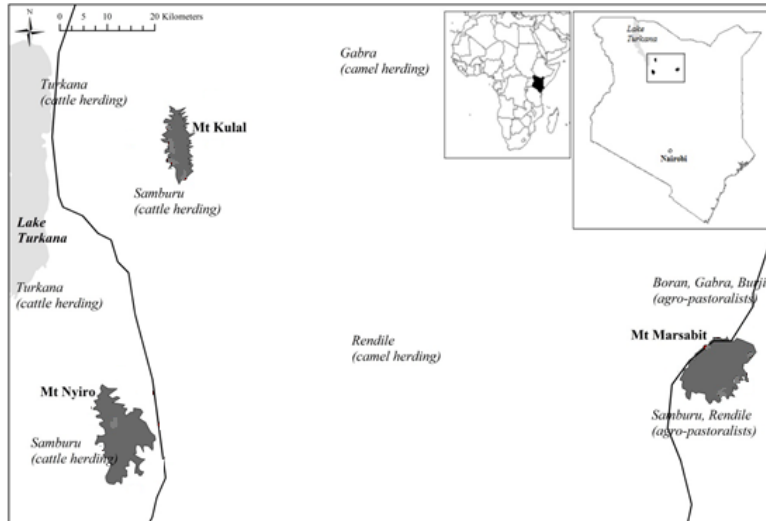 N
0 5 10 20 Kilometers
Turkana
(cattle herding)
Gabra
(camel herding)
Lake
Turkana
Nairobi
Mt Kulal
Samburu
(cattle herding)
Lake
Turkana
Turkana
(cattle herding)
Boran, Gabra, Burji
(agro-pastoralists)
Rendile
(camel herding)
Mt Marsabit
Mt Nyiro
Samburu
(cattle herding)
Samburu, Rendile
(agro-pastoralists)